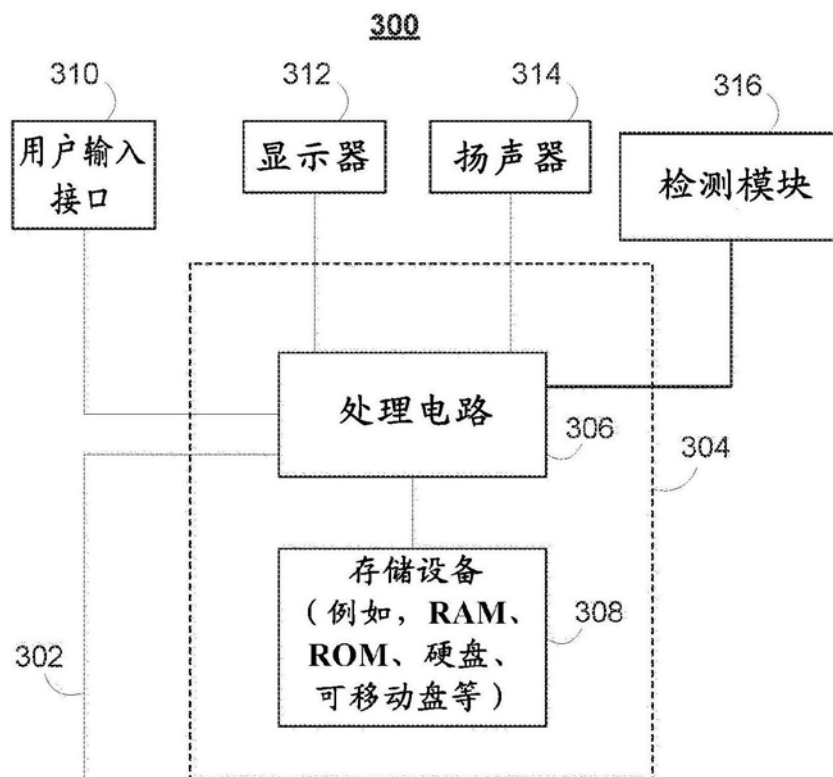 300
310
312
314
316
用户输入
接口
显示器
扬声器
检测模块
处理电路
306
304
存储设备
(例如, RAM、
ROM、硬盘、
可移动盘等)
308
302